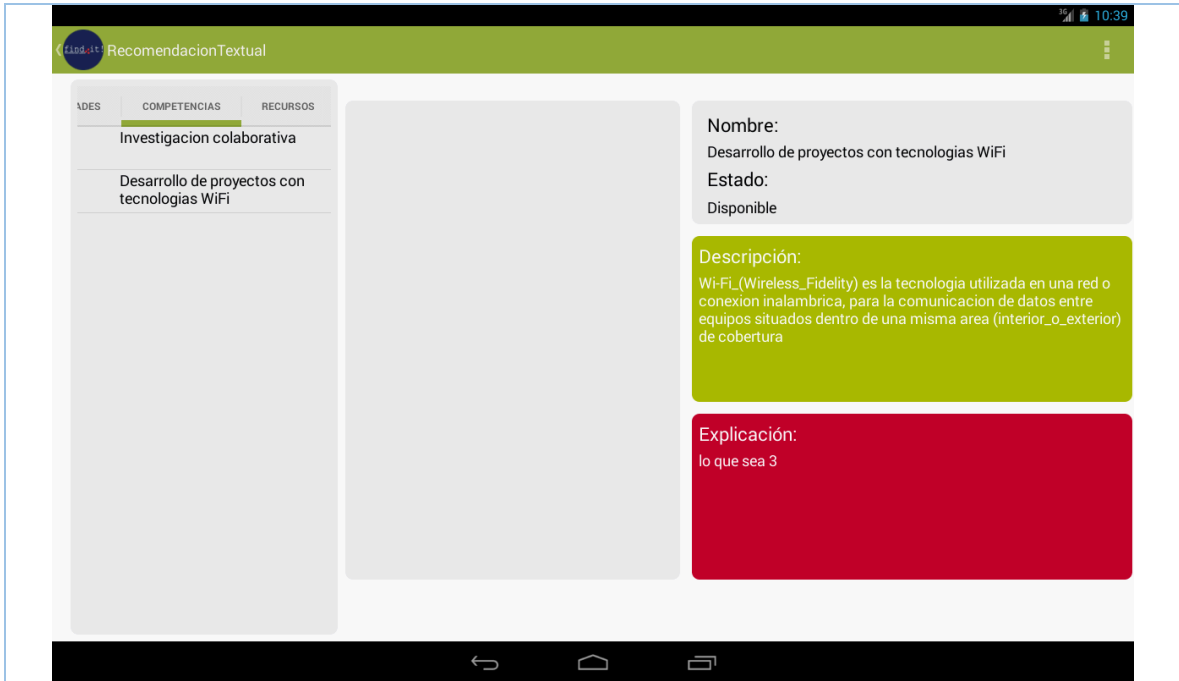 3G 10:39
find.it! RecomendacionTextual
ADES COMPETENCIAS RECURSOS
Investigacion colaborativa
Desarrollo de proyectos con
tecnologias WiFi
Nombre:
Desarrollo de proyectos con tecnologias WiFi
Estado:
Disponible
Descripción:
Wi-Fi_(Wireless_Fidelity) es la tecnologia utilizada en una red o
conexion inalambrica, para la comunicacion de datos entre
equipos situados dentro de una misma area (interior_o_exterior)
de cobertura
Explicación:
lo que sea 3